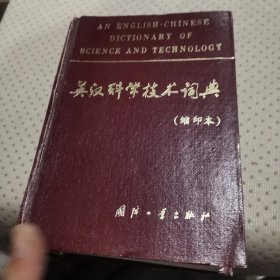 AN ENGLISH-CHINESE
DICTIONARY OF
SCIENCE AND TECHNOLOGY
英汉科学技术词典
(缩印本)
国防工业出版社